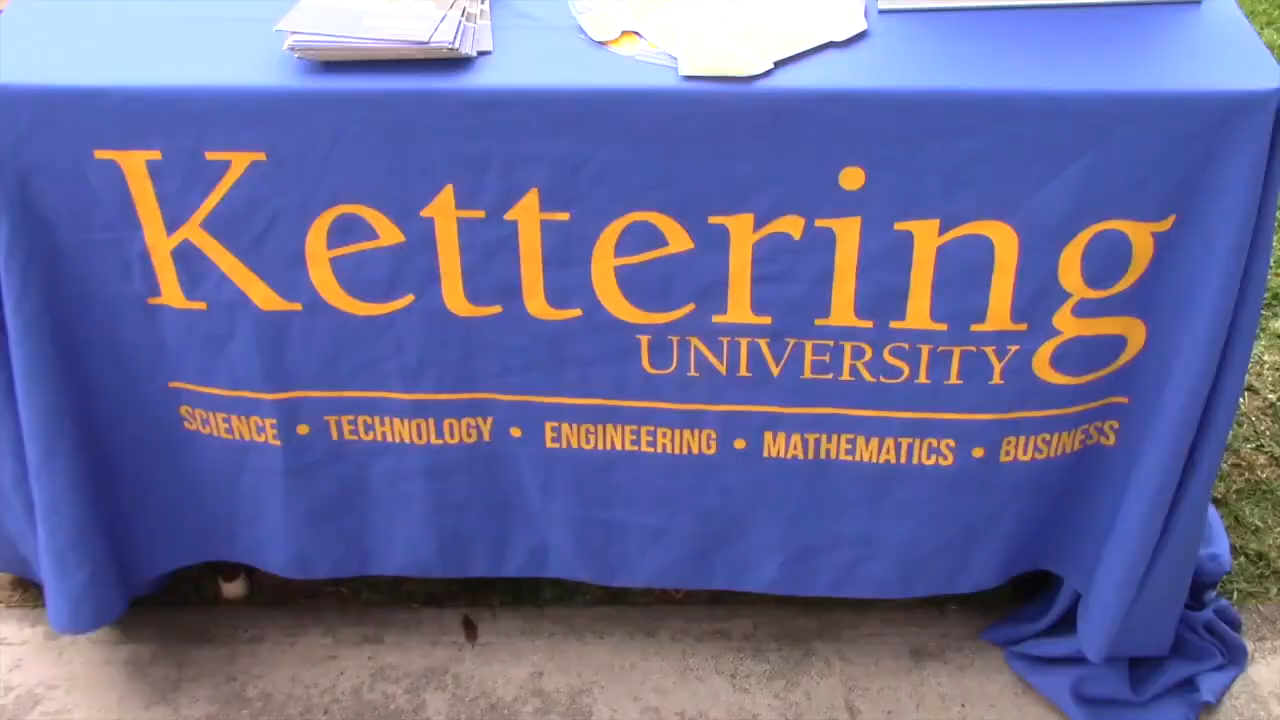 Kettering
UNIVERSITY
SCIENCE • TECHNOLOGY • ENGINEERING • MATHEMATICS • BUSINESS